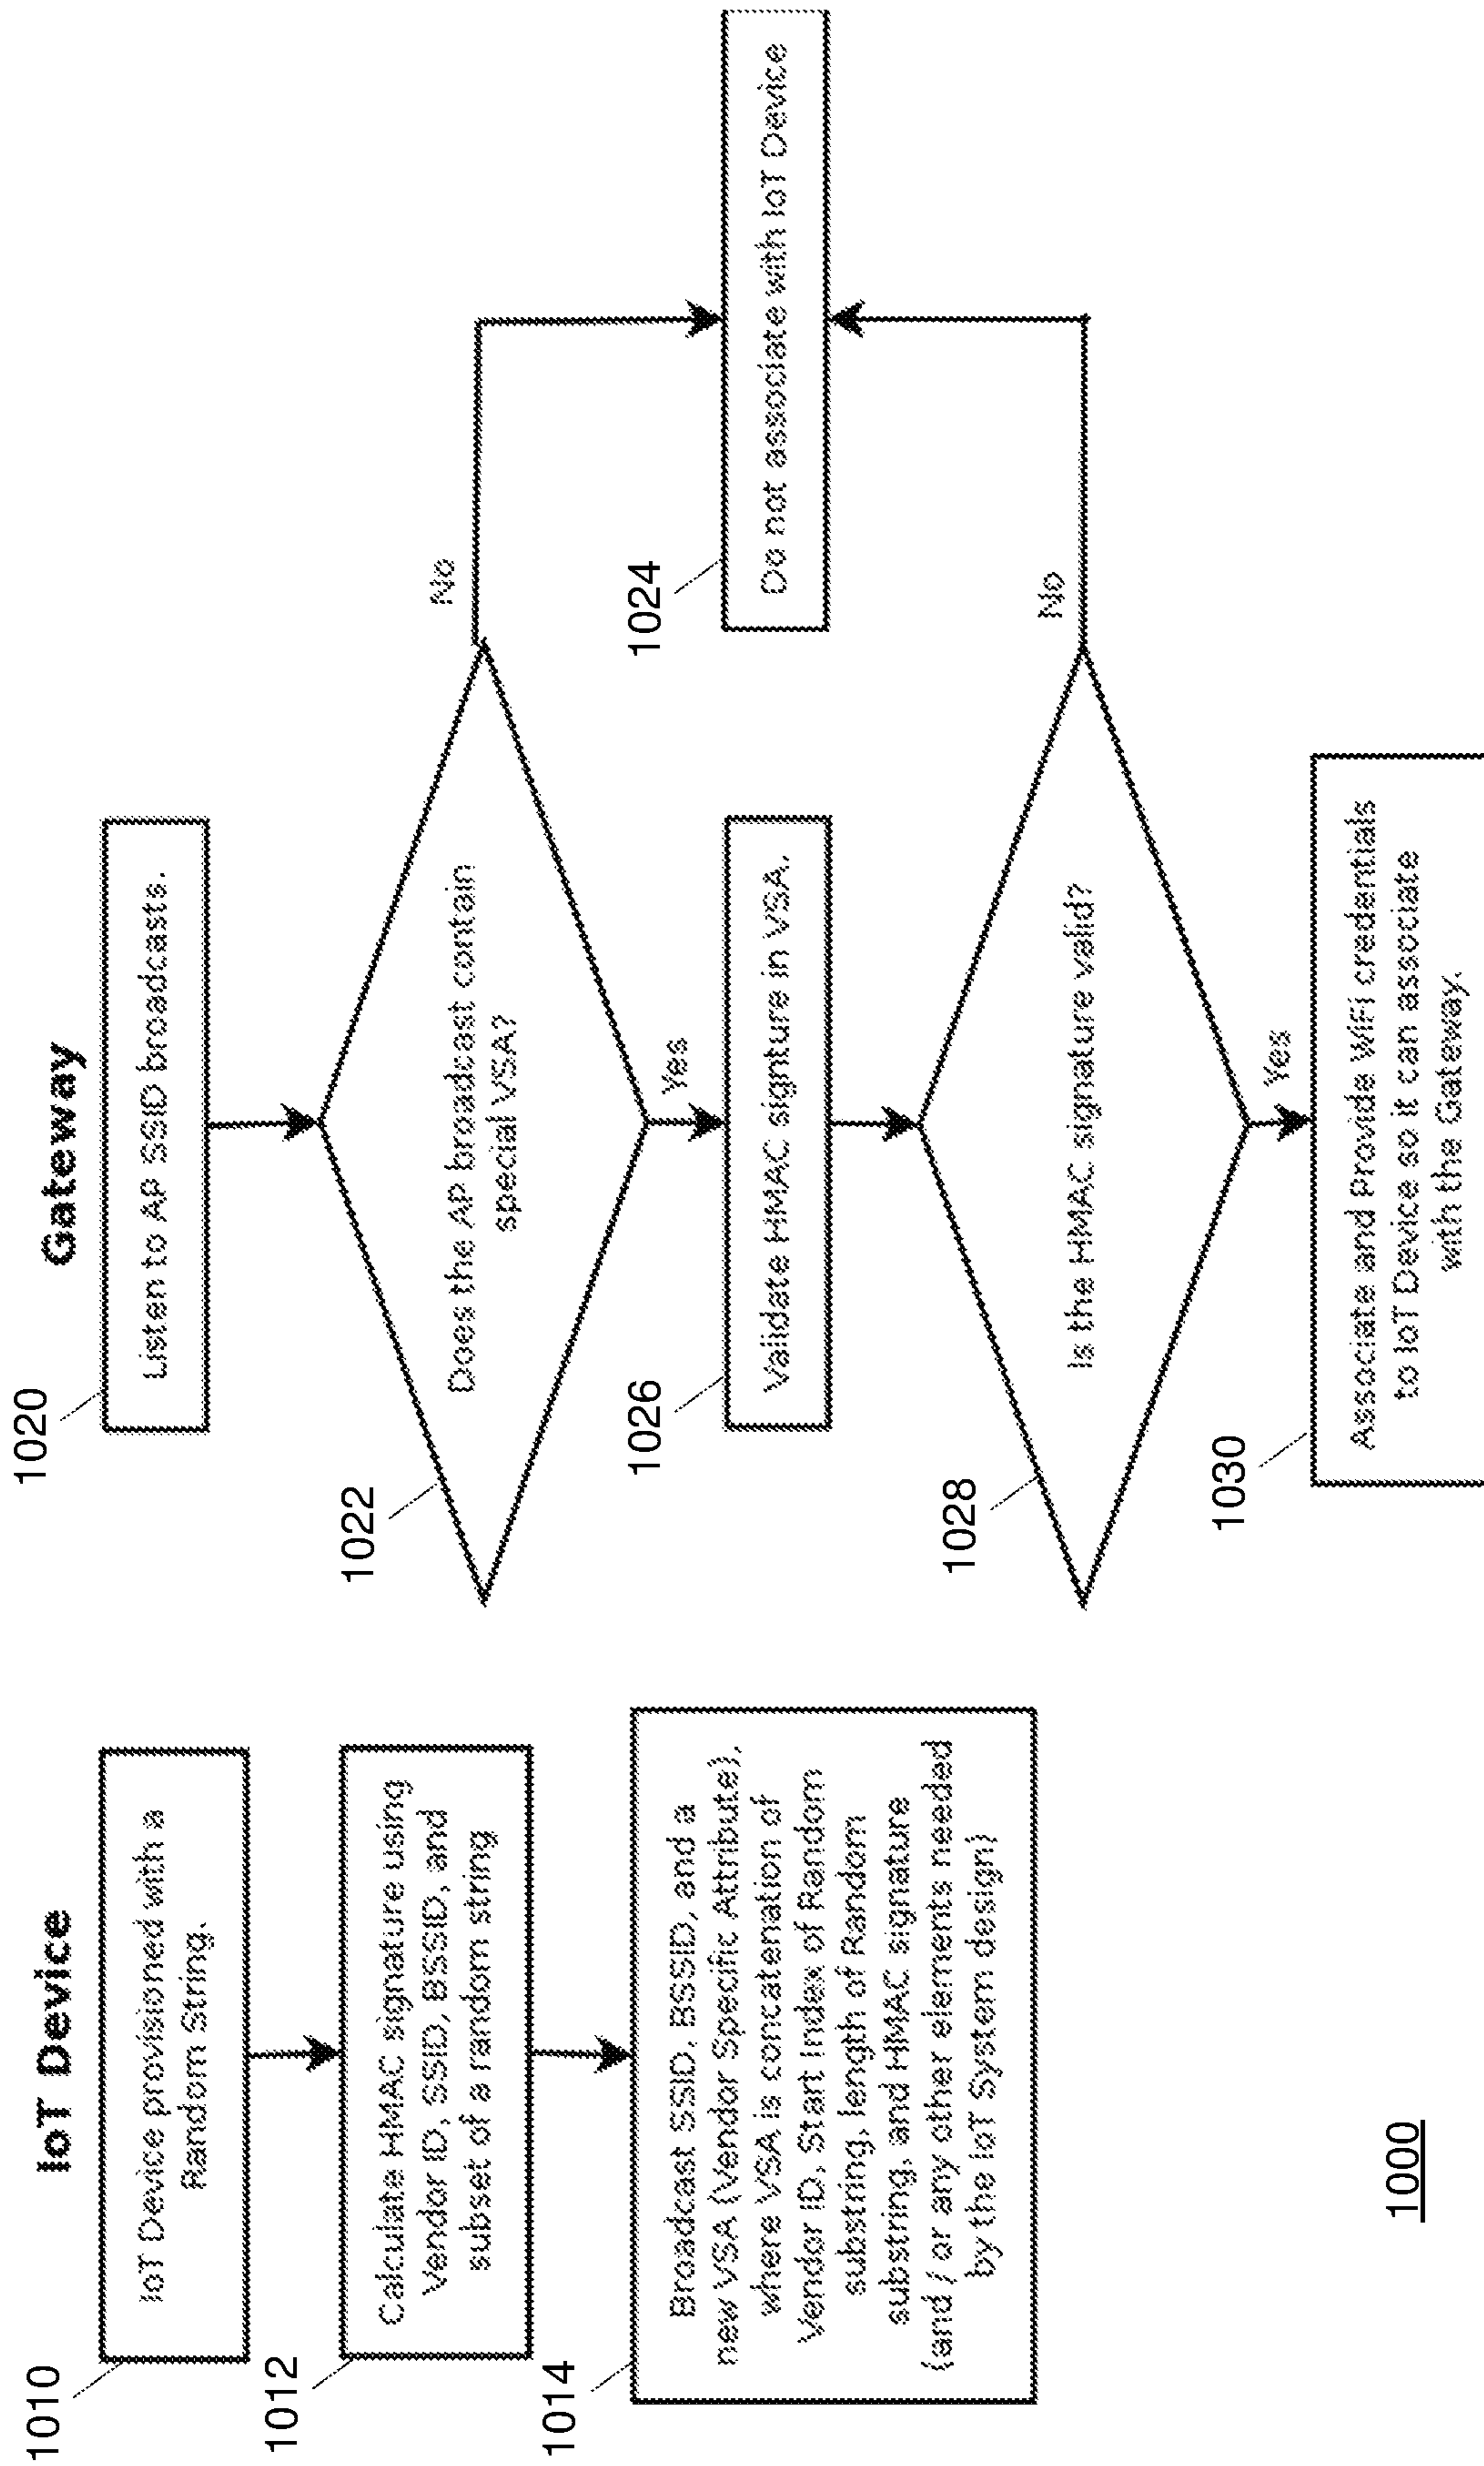 IoT Device
1010
IoT Device provisioned with a
Random String.
1012
Calculate HMAC signature using
Vendor ID, SSID, BSSID, and
subset of a random string
1014
Broadcast SSID, BSSID, and a
new VSA (Vendor Specific Attribute),
where VSA is concatenation of
Vendor ID, Start Index of Random
substring, length of Random
substring, and HMAC signature
(and / or any other elements needed
by the IoT System design)
Gateway
1020
Listen to AP SSID broadcasts.
1022
Does the AP broadcast contain
special VSA?
No
Yes
1024
Do not associate with IoT Device
1026
Validate HMAC signture in VSA.
1028
Is the HMAC signature valid?
No
Yes
1030
Associate and Provide WiFi credentials
to IoT Device so it can associate
with the Gateway.
1000